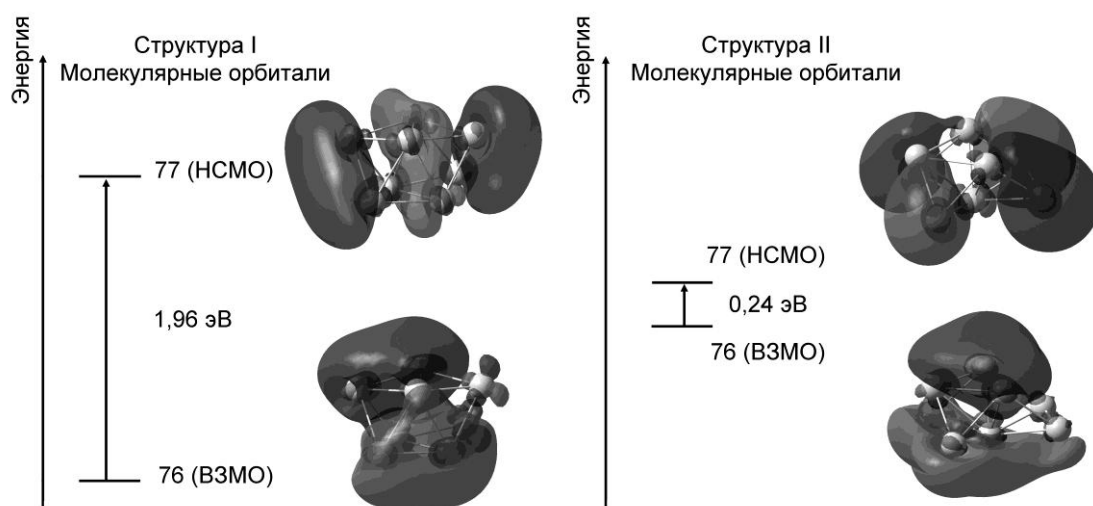 Энергия
Структура I
Молекулярные орбитали
77 (НСМО)
1,96 эВ
76 (ВЗМО)
Энергия
Структура II
Молекулярные орбитали
77 (НСМО)
0,24 эВ
76 (ВЗМО)